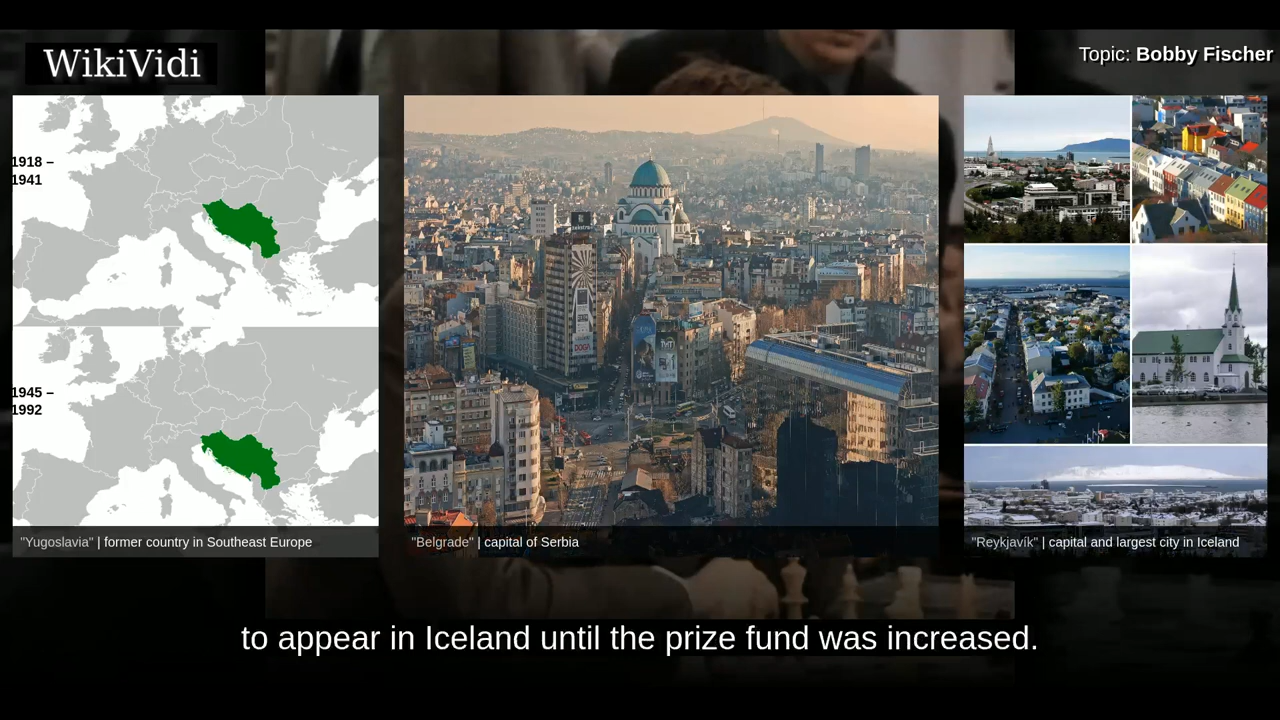 WikiVidi
Topic: Bobby Fischer
1918 –
1941
1945 –
1992
DOGA
"Yugoslavia" | former country in Southeast Europe
"Belgrade" | capital of Serbia
"Reykjavík" | capital and largest city in Iceland
to appear in Iceland until the prize fund was increased.